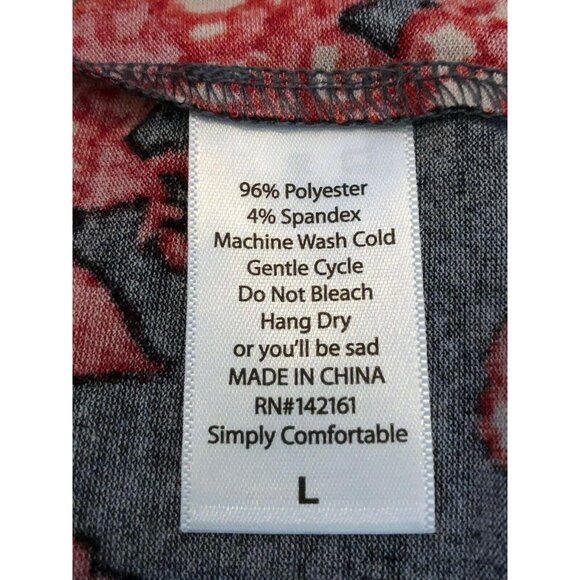 96% Polyester
4% Spandex
Machine Wash Cold
Gentle Cycle
Do Not Bleach
Hang Dry
or you'll be sad
MADE IN CHINA
RN#142161
Simply Comfortable
L